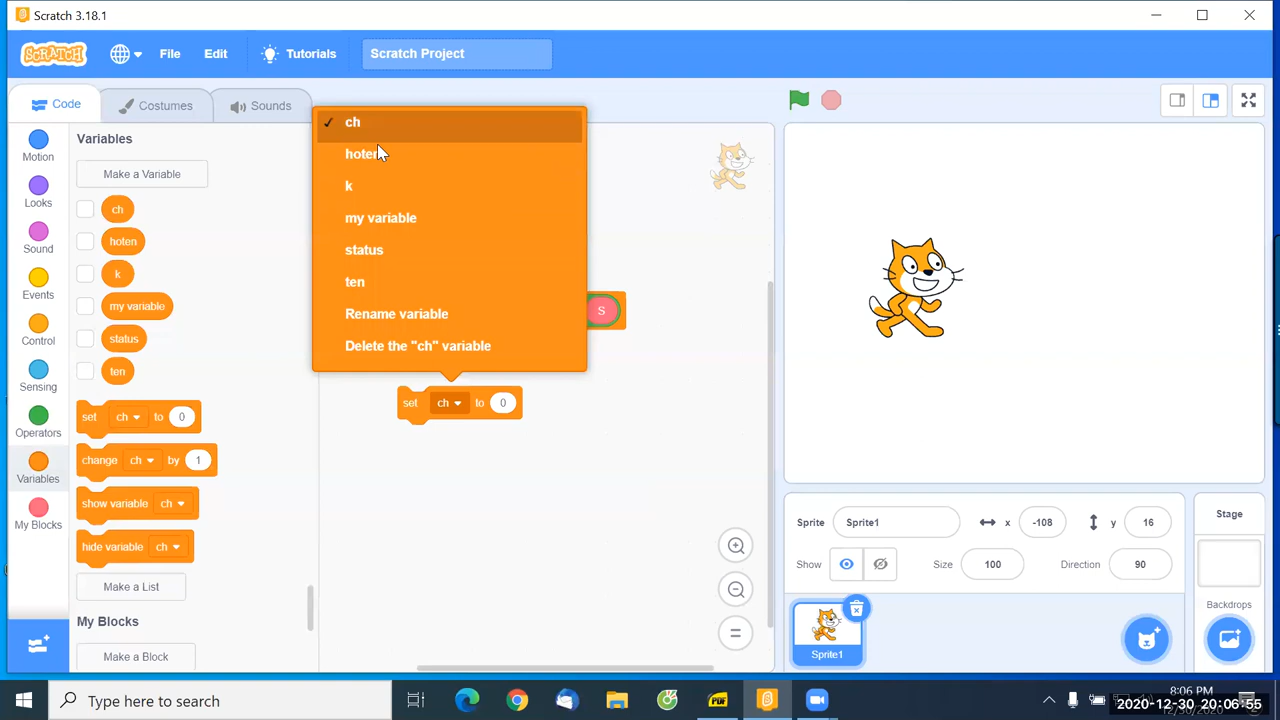 Scratch 3.18.1
SCRATCH
File
Edit
Tutorials
Scratch Project
Code
Costumes
Sounds
Motion
Looks
Sound
Events
Control
Sensing
Operators
Variables
My Blocks
Variables
Make a Variable
ch
hoten
k
my variable
status
ten
set ch to 0
change ch by 1
show variable ch
hide variable ch
Make a List
My Blocks
Make a Block
✓ ch
hoten
k
my variable
status
ten
Rename variable
Delete the "ch" variable
S
set ch to 0
Sprite
Sprite1
x
-108
y
16
Show
Size
100
Direction
90
Sprite1
Stage
Backdrops
Type here to search
PDF
8:06 PM
2020-12-30 20:06:55